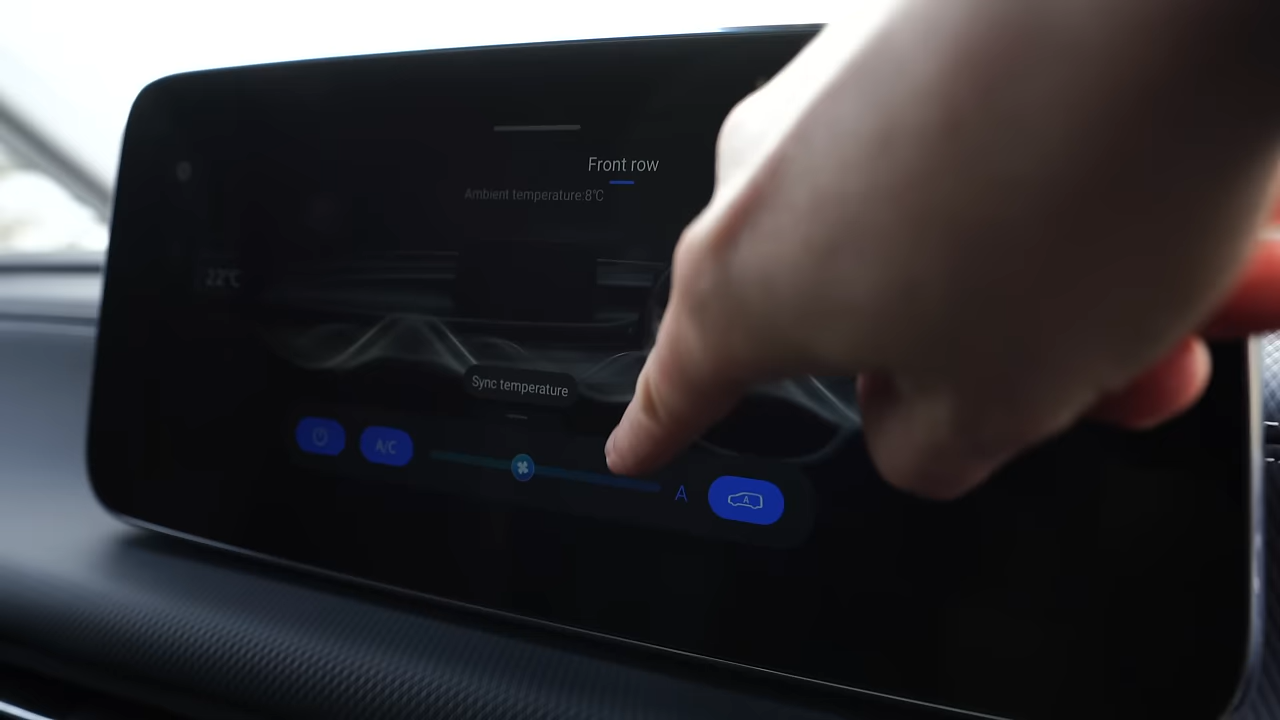 Front row
Ambient temperature:8℃
22℃
Sync temperature
A/C
A
A